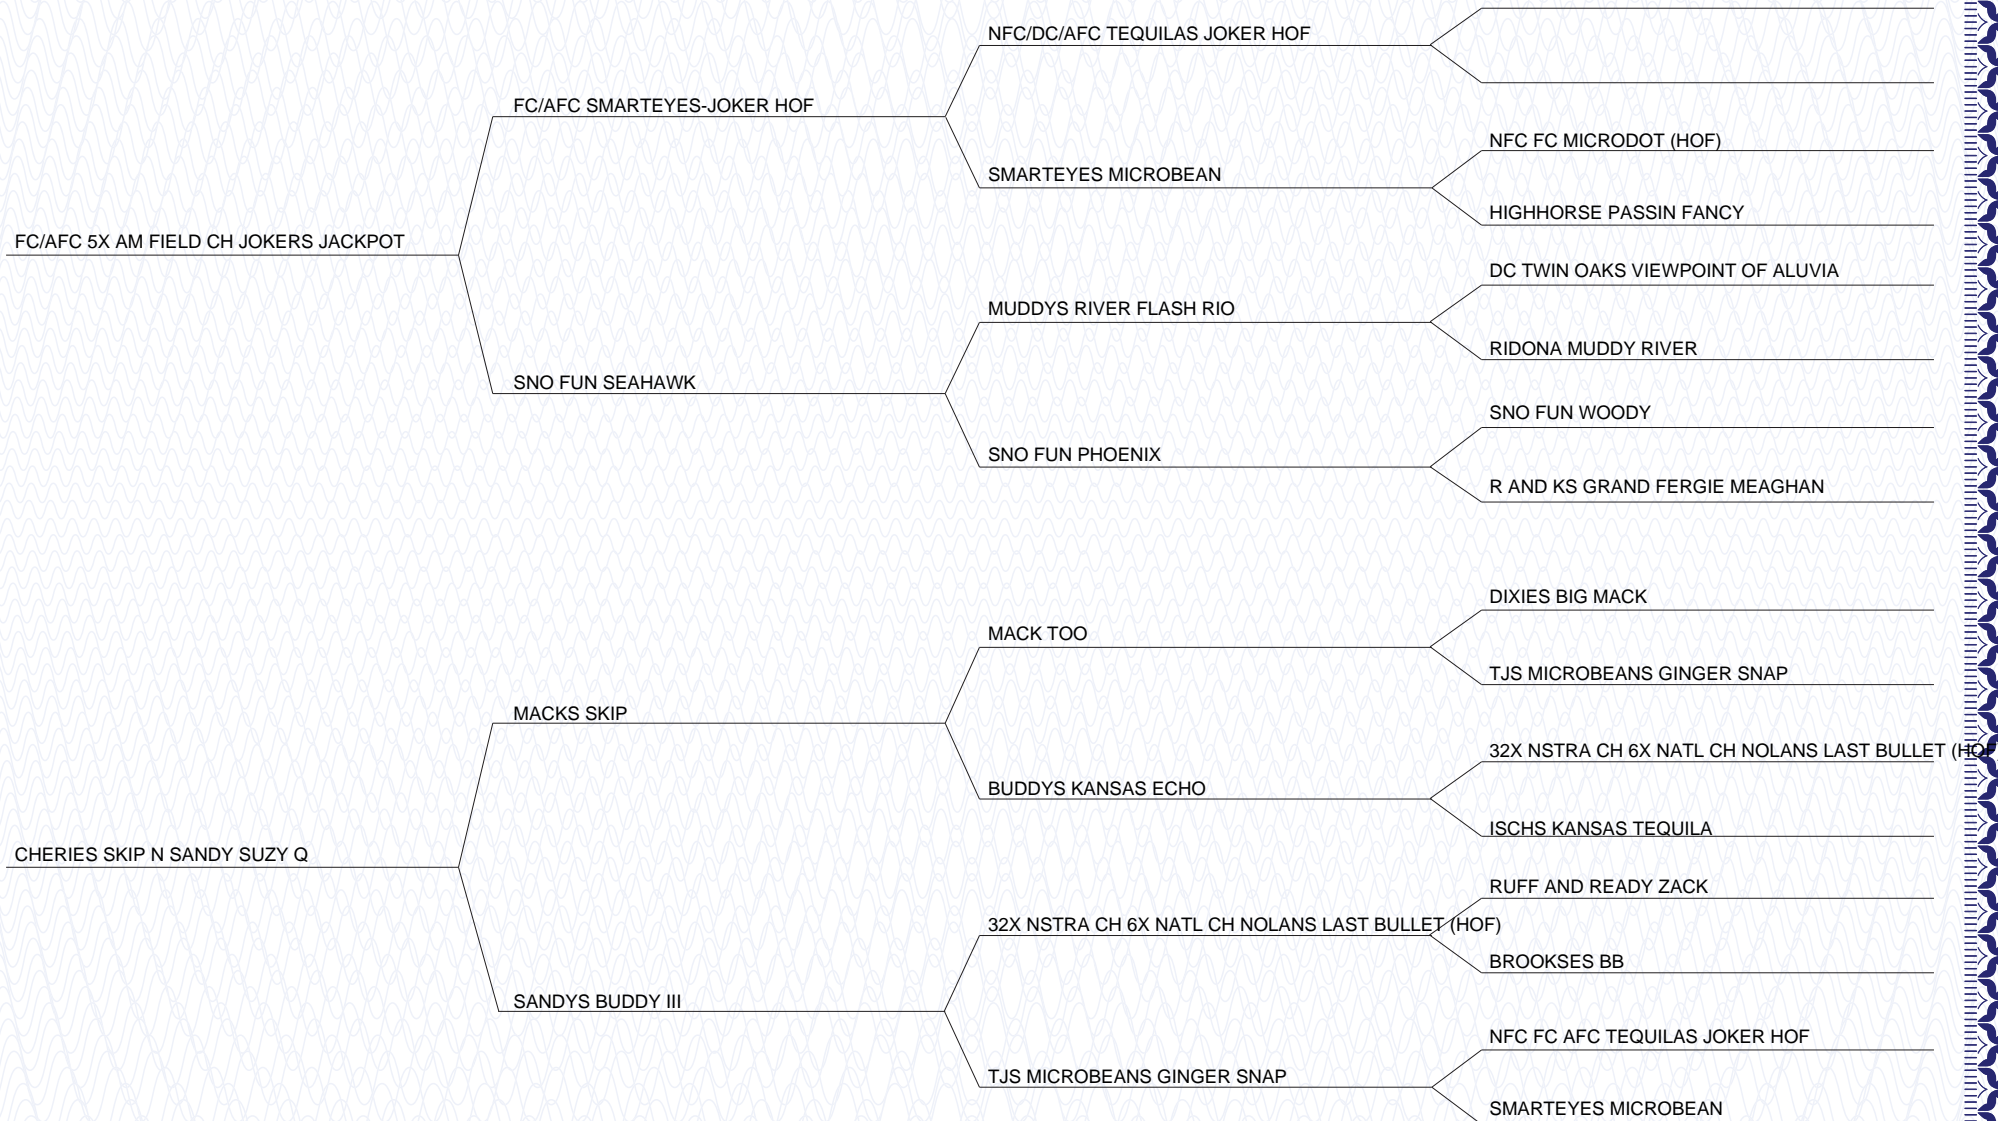 NFC/DC/AFC TEQUILAS JOKER HOF
FC/AFC SMARTEYES-JOKER HOF
NFC FC MICRODOT (HOF)
SMARTEYES MICROBEAN
HIGHHORSE PASSIN FANCY
FC/AFC 5X AM FIELD CH JOKERS JACKPOT
DC TWIN OAKS VIEWPOINT OF ALUVIA
MUDDYS RIVER FLASH RIO
RIDONA MUDDY RIVER
SNO FUN SEAHAWK
SNO FUN WOODY
SNO FUN PHOENIX
R AND KS GRAND FERGIE MEAGHAN
DIXIES BIG MACK
MACK TOO
TJS MICROBEANS GINGER SNAP
MACKS SKIP
32X NSTRA CH 6X NATL CH NOLANS LAST BULLET (HOF
BUDDYS KANSAS ECHO
ISCHS KANSAS TEQUILA
CHERIES SKIP N SANDY SUZY Q
RUFF AND READY ZACK
32X NSTRA CH 6X NATL CH NOLANS LAST BULLET (HOF)
BROOKSES BB
SANDYS BUDDY III
NFC FC AFC TEQUILAS JOKER HOF
TJS MICROBEANS GINGER SNAP
SMARTEYES MICROBEAN